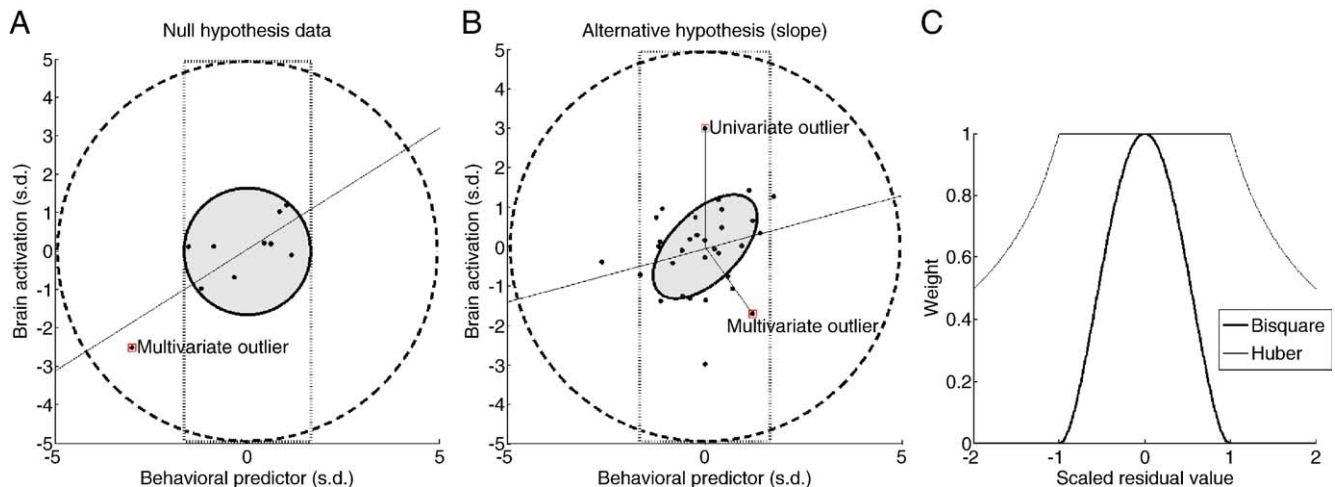 A
Null hypothesis data
Brain activation (s.d.)
5
4
3
2
1
0
-1
-2
-3
-4
-5
Multivariate outlier
-5
0
5
Behavioral predictor (s.d.)
B
Alternative hypothesis (slope)
Brain activation (s.d.)
5
4
3
2
1
0
-1
-2
-3
-4
-5
Univariate outlier
Multivariate outlier
-5
0
5
Behavioral predictor (s.d.)
C
Weight
1
0.8
0.6
0.4
0.2
0
Bisquare
Huber
-2
-1
0
1
2
Scaled residual value